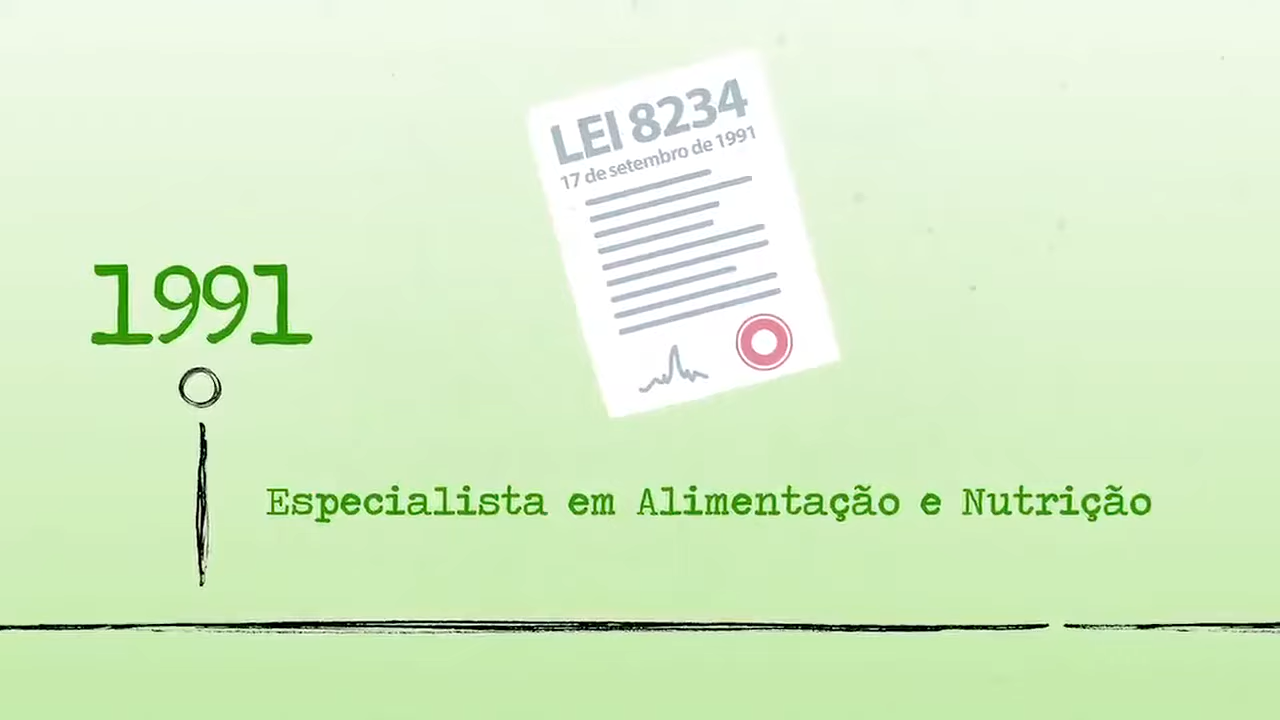 LEI 8234
17 de setembro de 1991
1991
Especialista em Alimentação e Nutrição